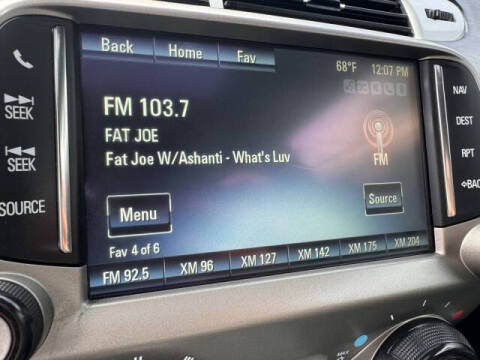 Back Home Fav
68°F 12:07 PM
FM 103.7
FAT JOE
Fat Joe W/Ashanti - What's Luv
FM
Menu
Source
Fav 4 of 6
FM 92.5 XM 96 XM 127 XM 142 XM 175 XM 204
SEEK
SEEK
SOURCE
NAV
DEST
RPT
BACK